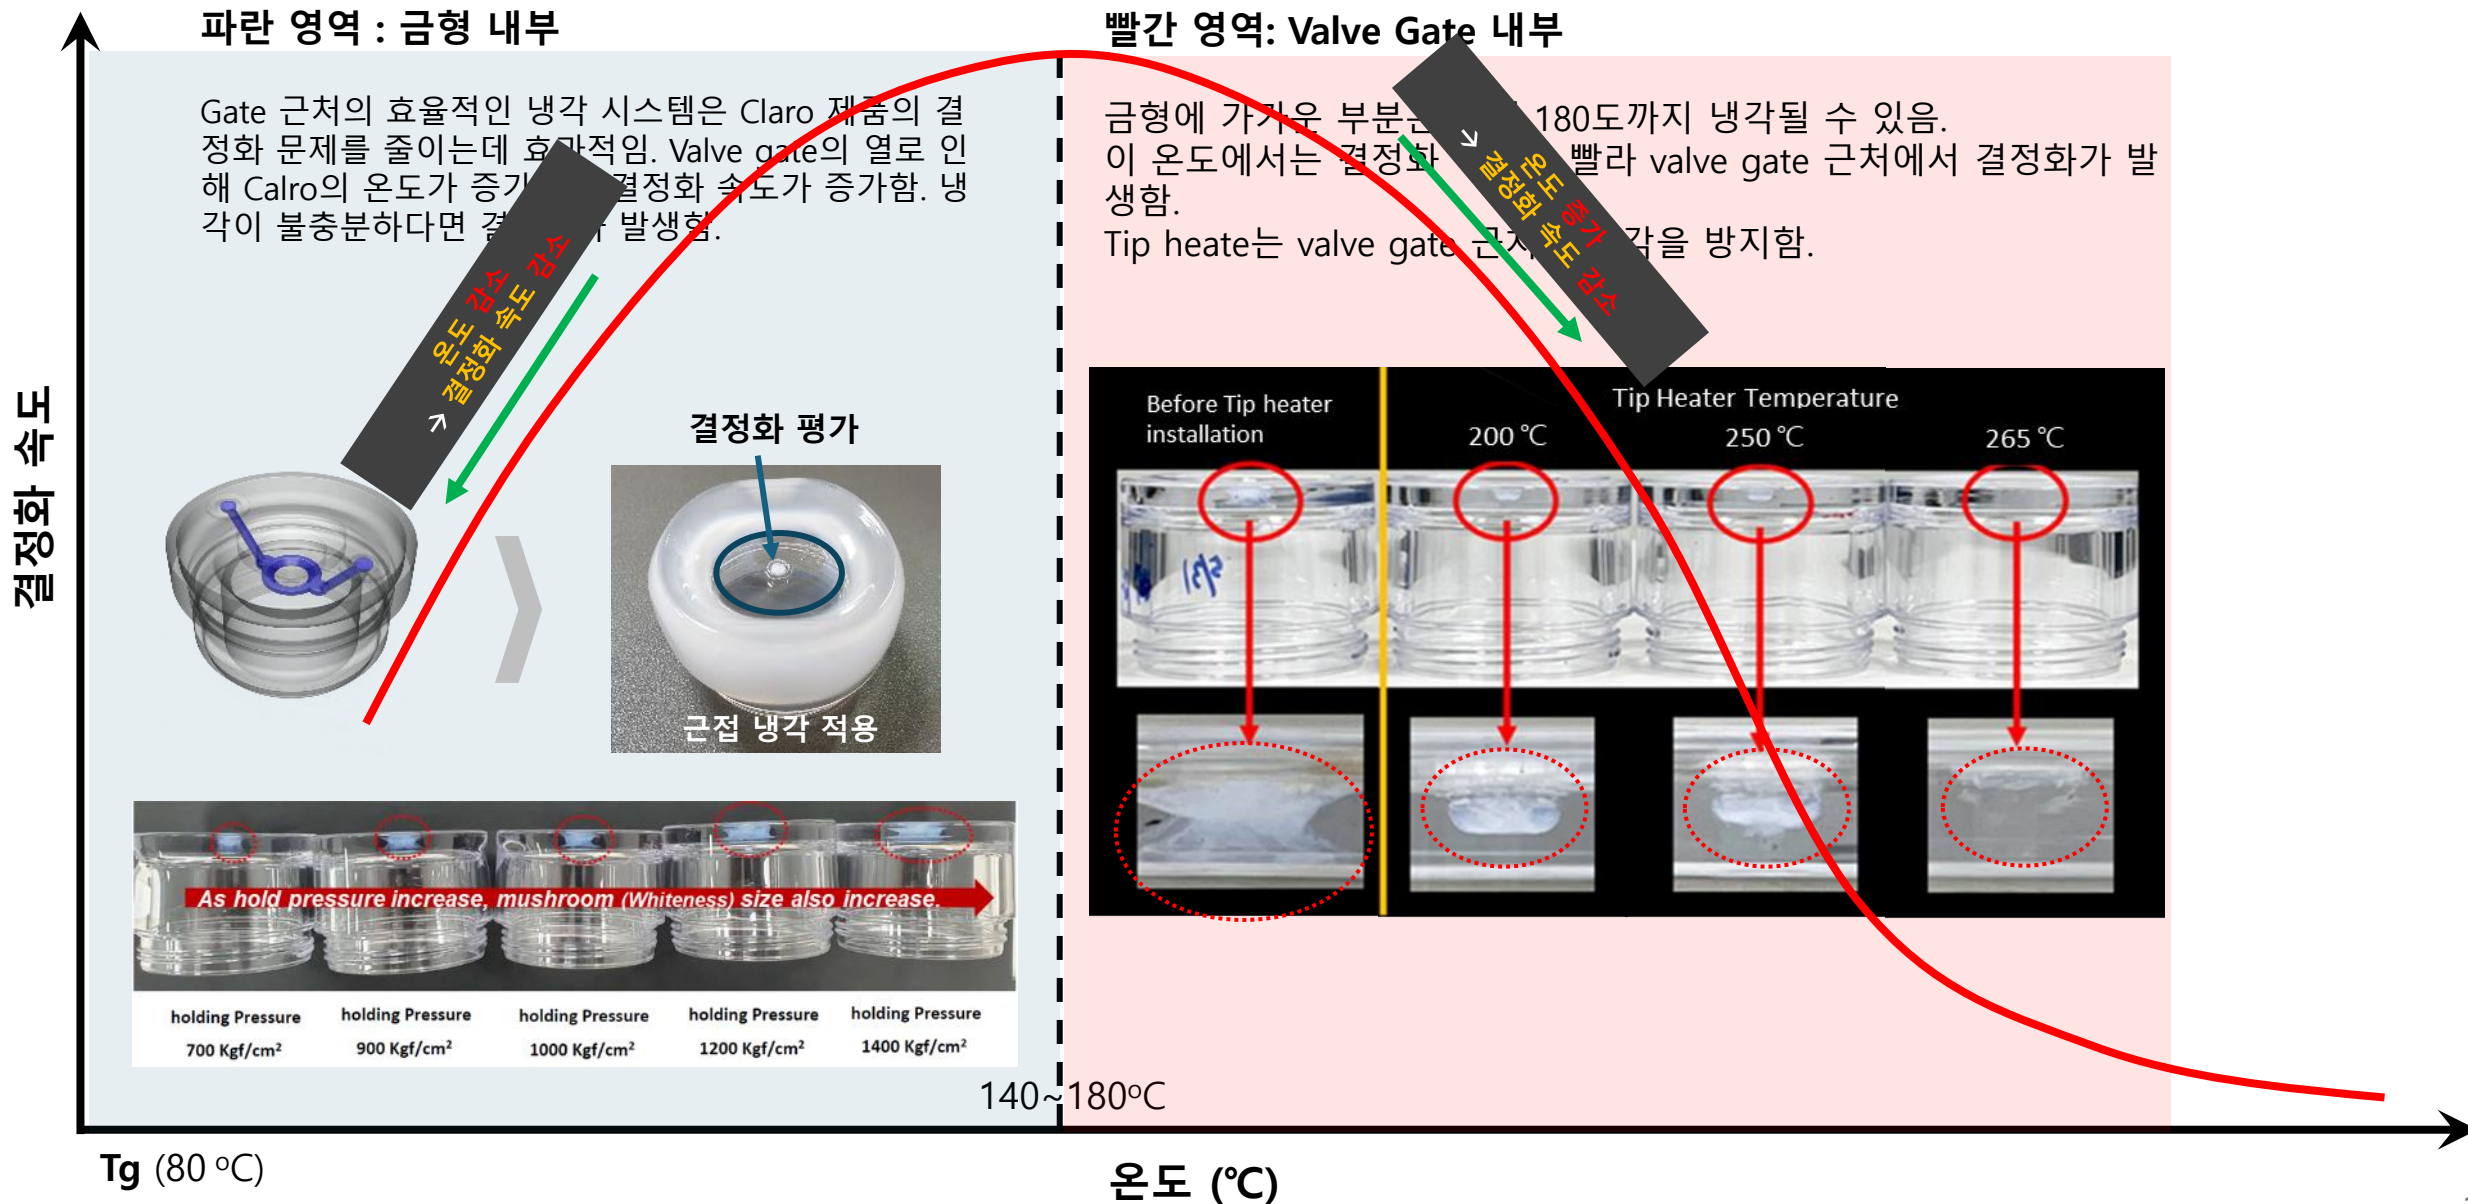 파란 영역 : 금형 내부
빨간 영역: Valve Gate 내부
Gate 근처의 효율적인 냉각 시스템은 Claro 제품의 결
정화 문제를 줄이는데 효과적임. Valve gate의 열로 인
해 Calro의 온도가 증가 결정화 속도가 증가함. 냉
각이 불충분하다면 발생함.
금형에 가까운 부분은 180도까지 냉각될 수 있음.
이 온도에서는 결정화 빨라 valve gate 근처에서 결정화가 발
생함.
Tip heate는 valve gate 방지함.
온도 감소
→ 결정화 속도 감소
온도 증가
→ 결정화 속도 감소
결정화 속도
결정화 평가
근접 냉각 적용
Before Tip heater
installation
Tip Heater Temperature
200 ℃
250 ℃
265 ℃
As hold pressure increase, mushroom (Whiteness) size also increase.
holding Pressure
700 Kgf/cm²
holding Pressure
900 Kgf/cm²
holding Pressure
1000 Kgf/cm²
holding Pressure
1200 Kgf/cm²
holding Pressure
1400 Kgf/cm²
140~180ºC
Tg (80 ºC)
온도 (℃)